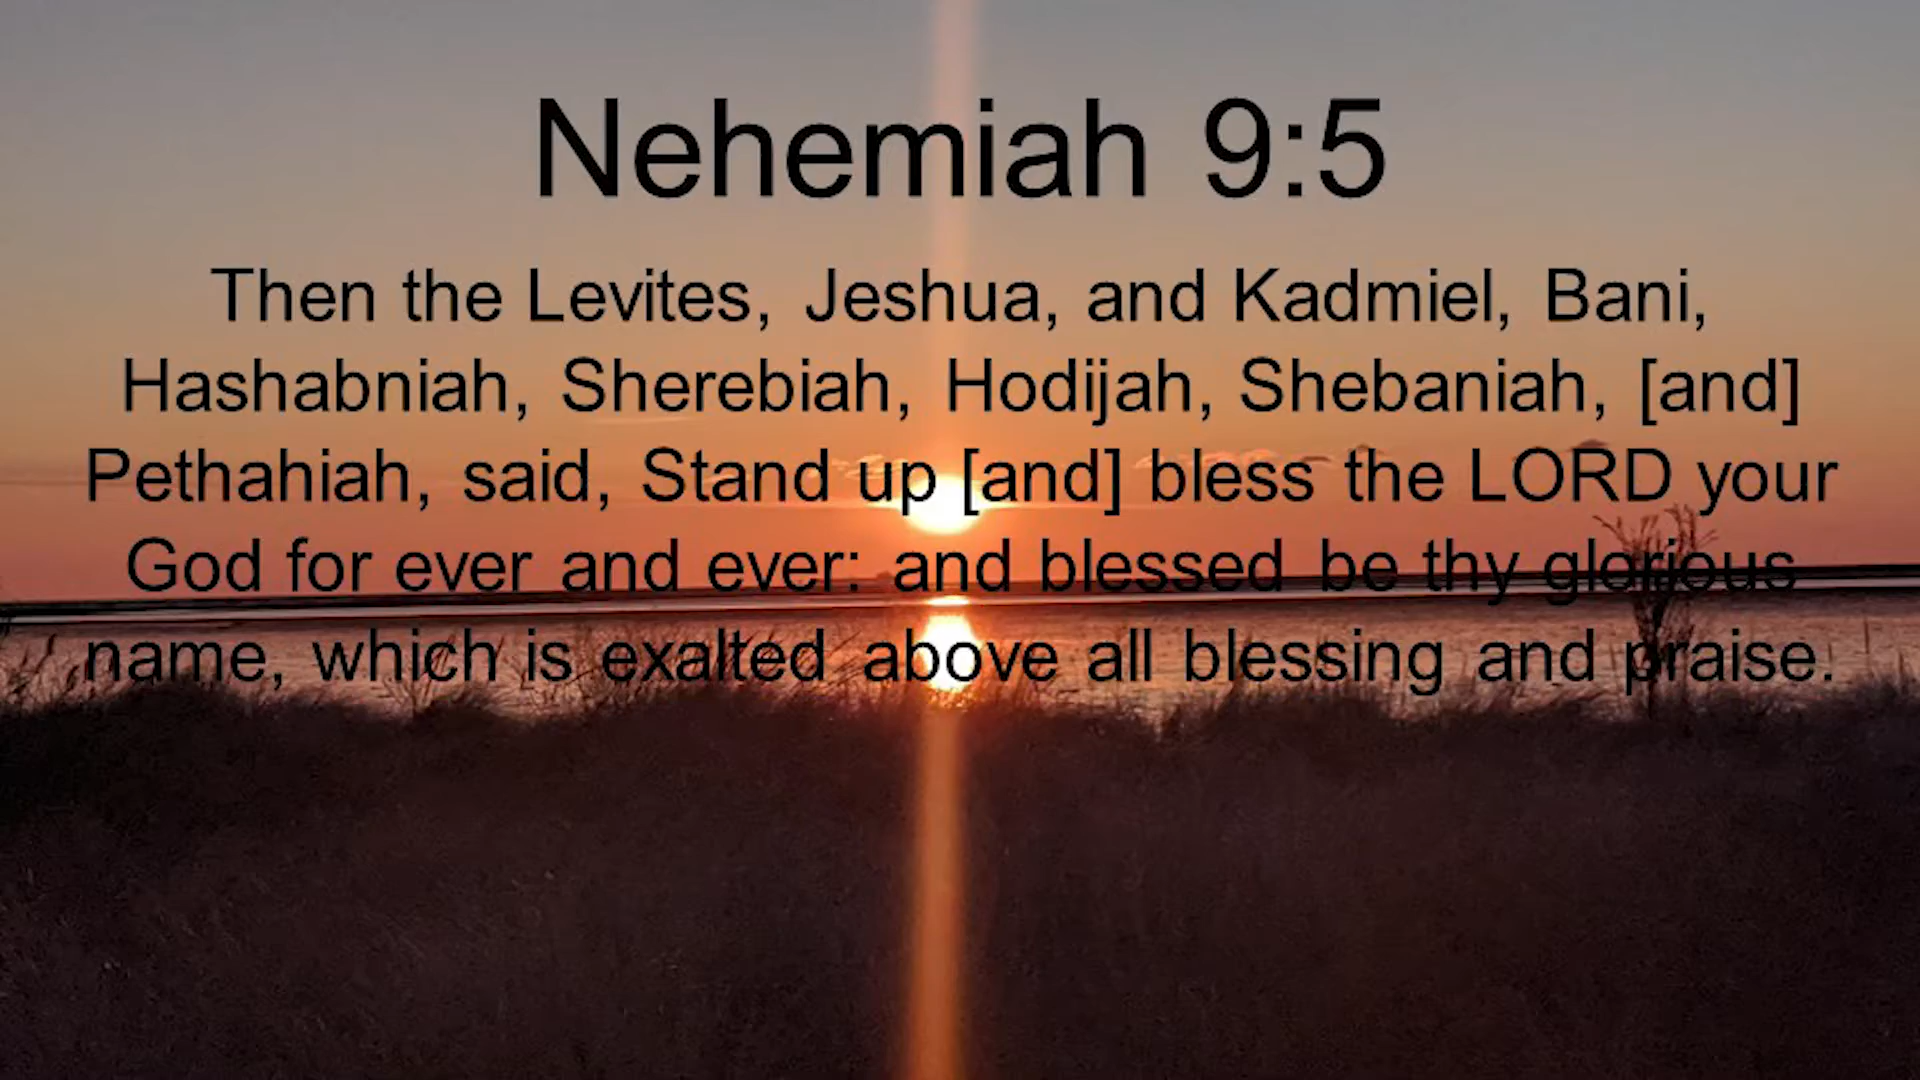 Nehemiah 9:5
Then the Levites, Jeshua, and Kadmiel, Bani,
Hashabniah, Sherebiah, Hodijah, Shebaniah, [and]
Pethahiah, said, Stand up [and] bless the LORD your
God for ever and ever: and blessed be thy glorious
name, which is exalted above all blessing and praise.